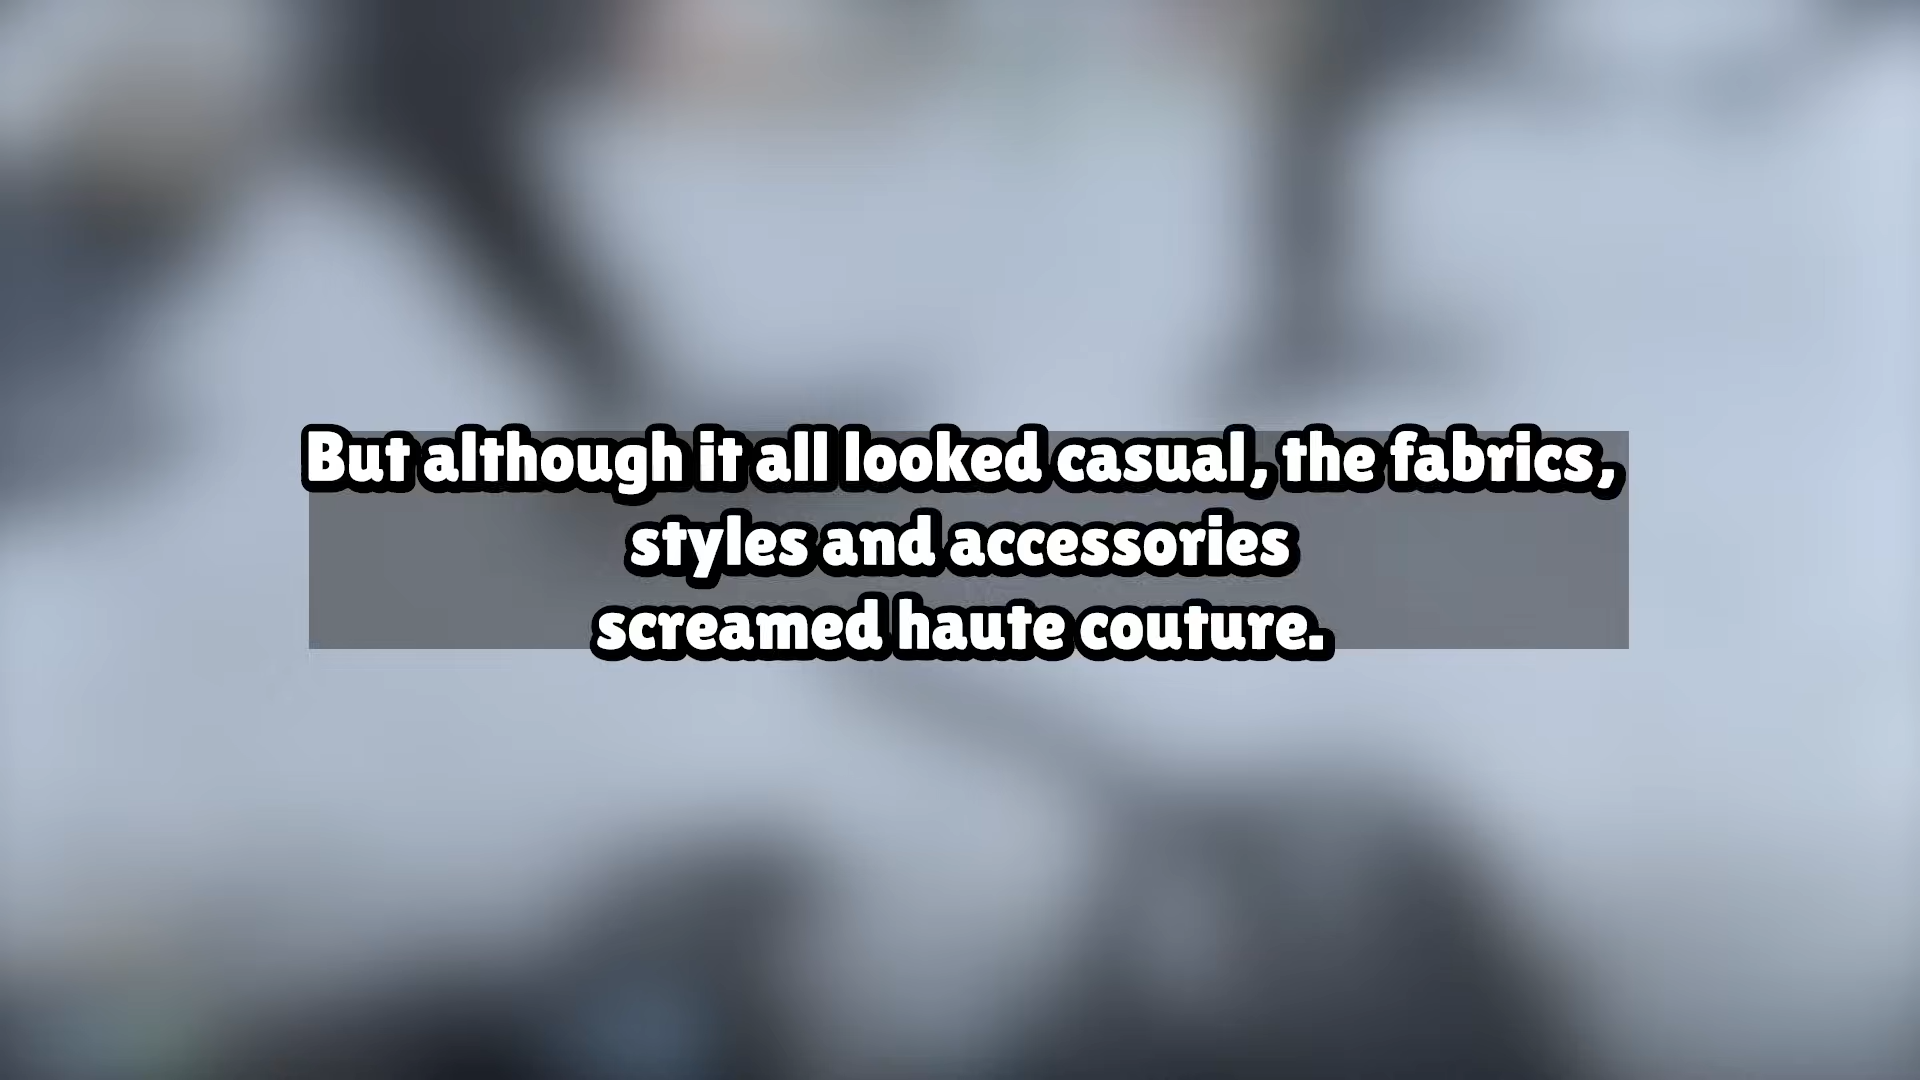 But although it all looked casual, the fabrics,
styles and accessories
screamed haute couture.